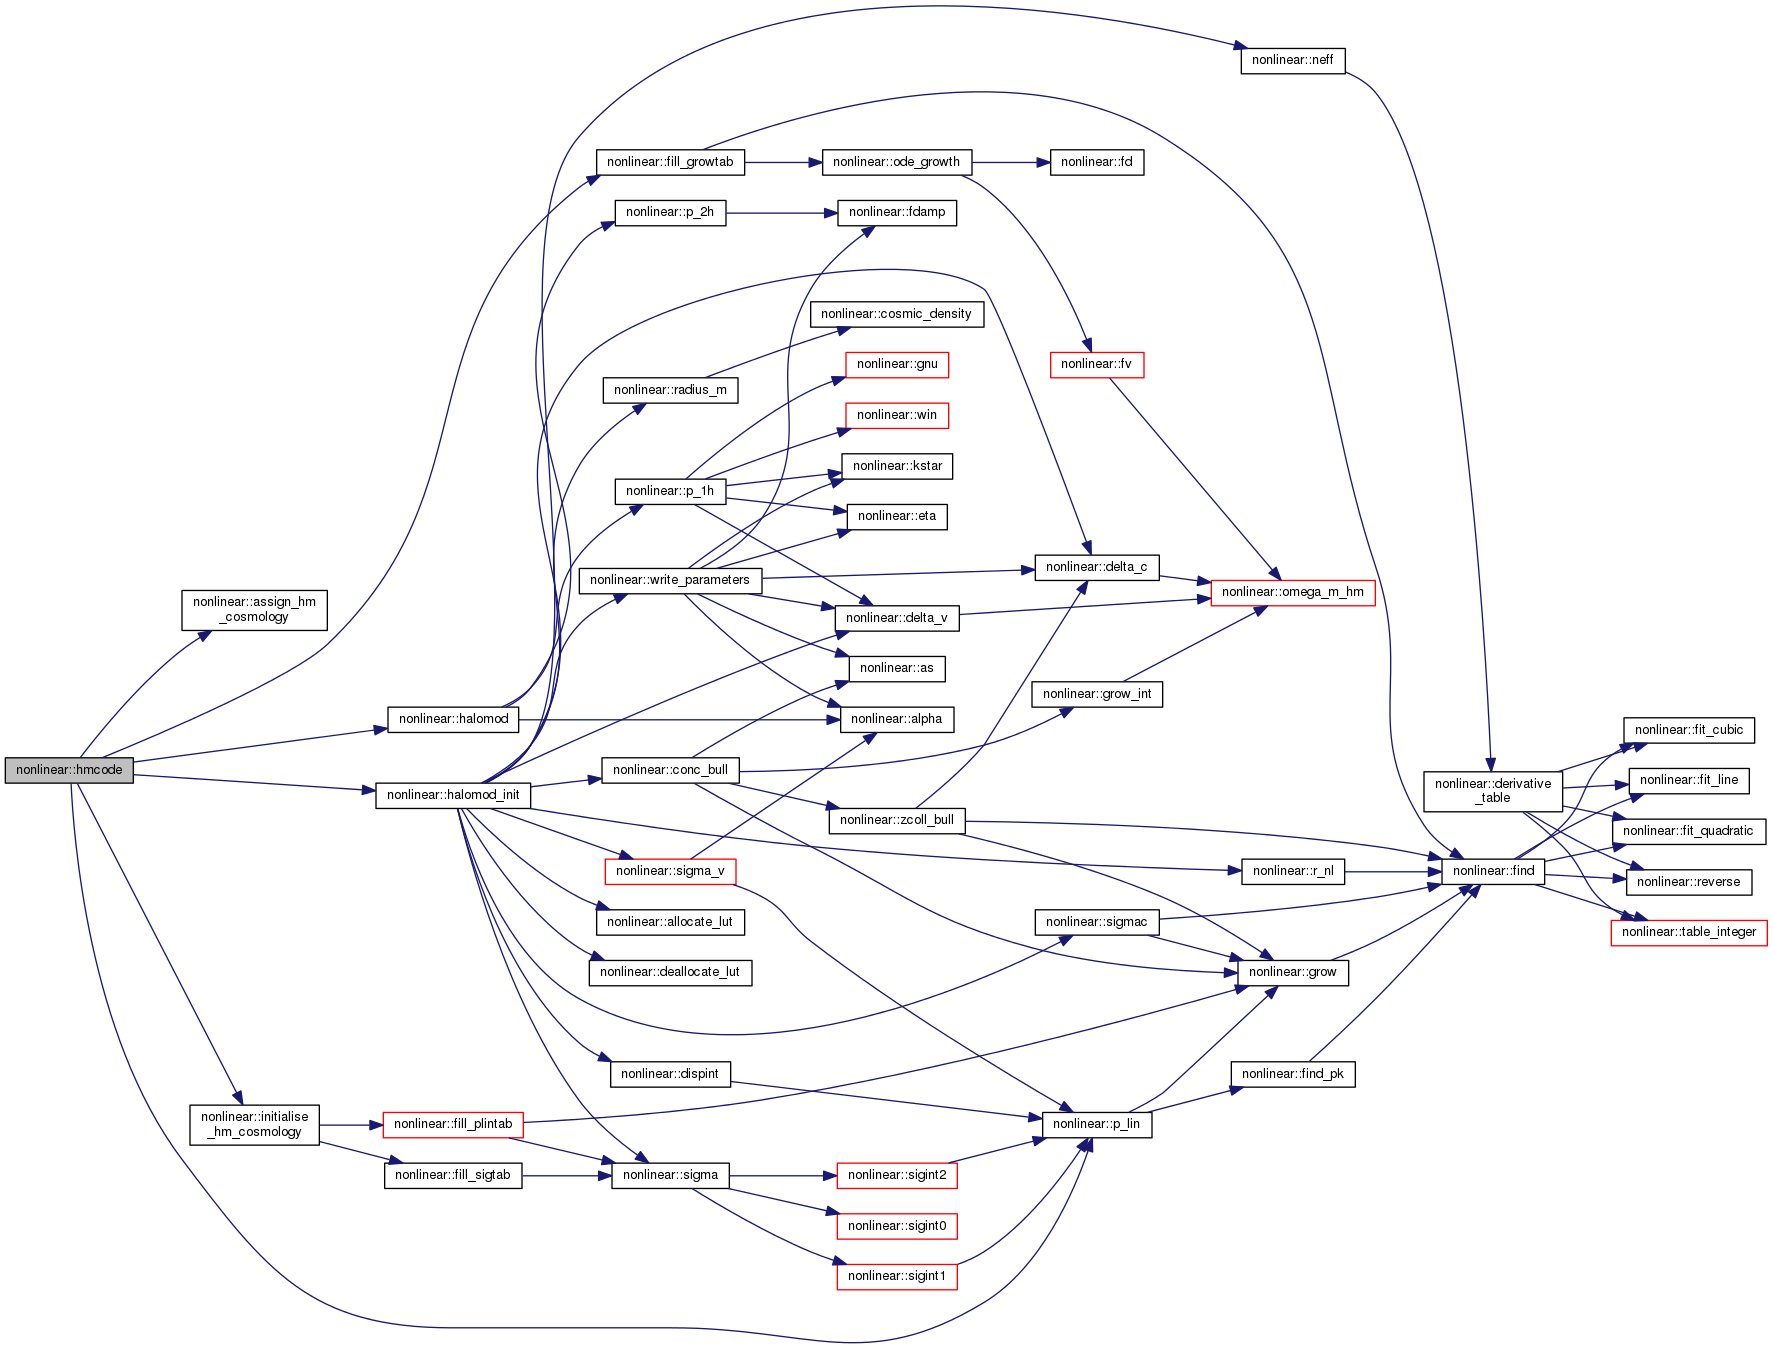 nonlinear::neff
nonlinear::fill_growtab
nonlinear::ode_growth
nonlinear::fd
nonlinear::p_2h
nonlinear::fdamp
nonlinear::cosmic_density
nonlinear::gnu
nonlinear::fv
nonlinear::radius_m
nonlinear::win
nonlinear::kstar
nonlinear::p_1h
nonlinear::eta
nonlinear::delta_c
nonlinear::write_parameters
nonlinear::omega_m_hm
nonlinear::assign_hm
_cosmology
nonlinear::delta_v
nonlinear::as
nonlinear::grow_int
nonlinear::halomod
nonlinear::alpha
nonlinear::fit_cubic
nonlinear::hmcode
nonlinear::conc_bull
nonlinear::fit_line
nonlinear::derivative
_table
nonlinear::halomod_init
nonlinear::zcoll_bull
nonlinear::fit_quadratic
nonlinear::sigma_v
nonlinear::r_nl
nonlinear::find
nonlinear::reverse
nonlinear::allocate_lut
nonlinear::sigmac
nonlinear::table_integer
nonlinear::deallocate_lut
nonlinear::grow
nonlinear::dispint
nonlinear::find_pk
nonlinear::initialise
_hm_cosmology
nonlinear::fill_plintab
nonlinear::p_lin
nonlinear::fill_sigtab
nonlinear::sigma
nonlinear::sigint2
nonlinear::sigint0
nonlinear::sigint1